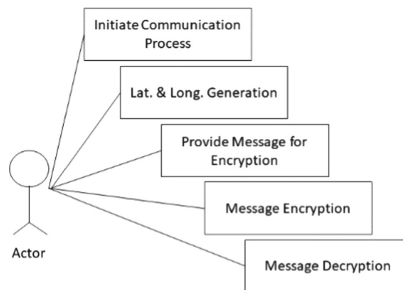 Initiate Communication
Process
Lat. & Long. Generation
Provide Message for
Encryption
Message Encryption
Actor
Message Decryption